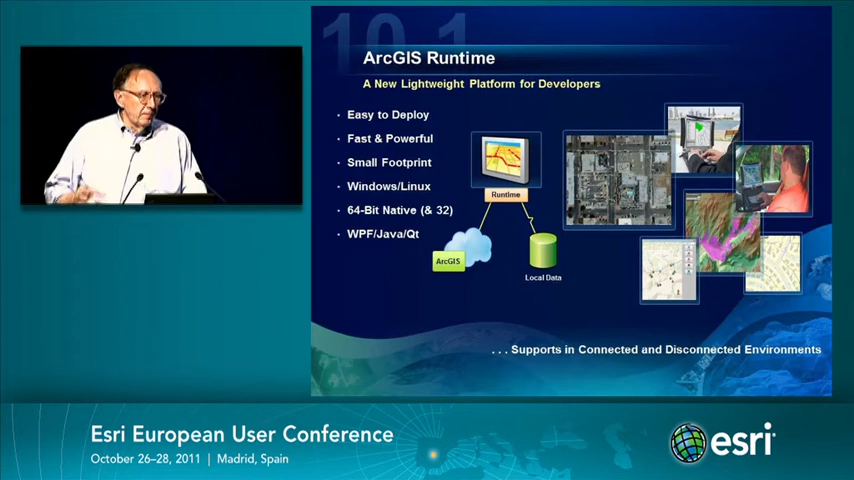 10.1
ArcGIS Runtime
A New Lightweight Platform for Developers
• Easy to Deploy
• Fast & Powerful
• Small Footprint
• Windows/Linux
• 64-Bit Native (& 32)
• WPF/Java/Qt
Runtime
ArcGIS
Local Data
. . . Supports in Connected and Disconnected Environments
Esri European User Conference
October 26–28, 2011 | Madrid, Spain
esri